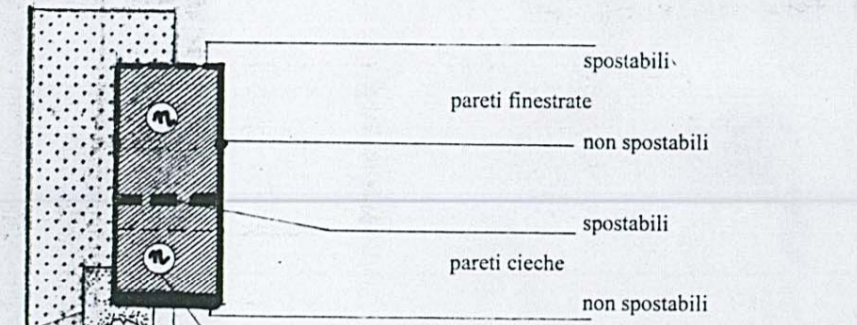 spostabili
pareti finestrate
n
non spostabili
spostabili
pareti cieche
n
non spostabili